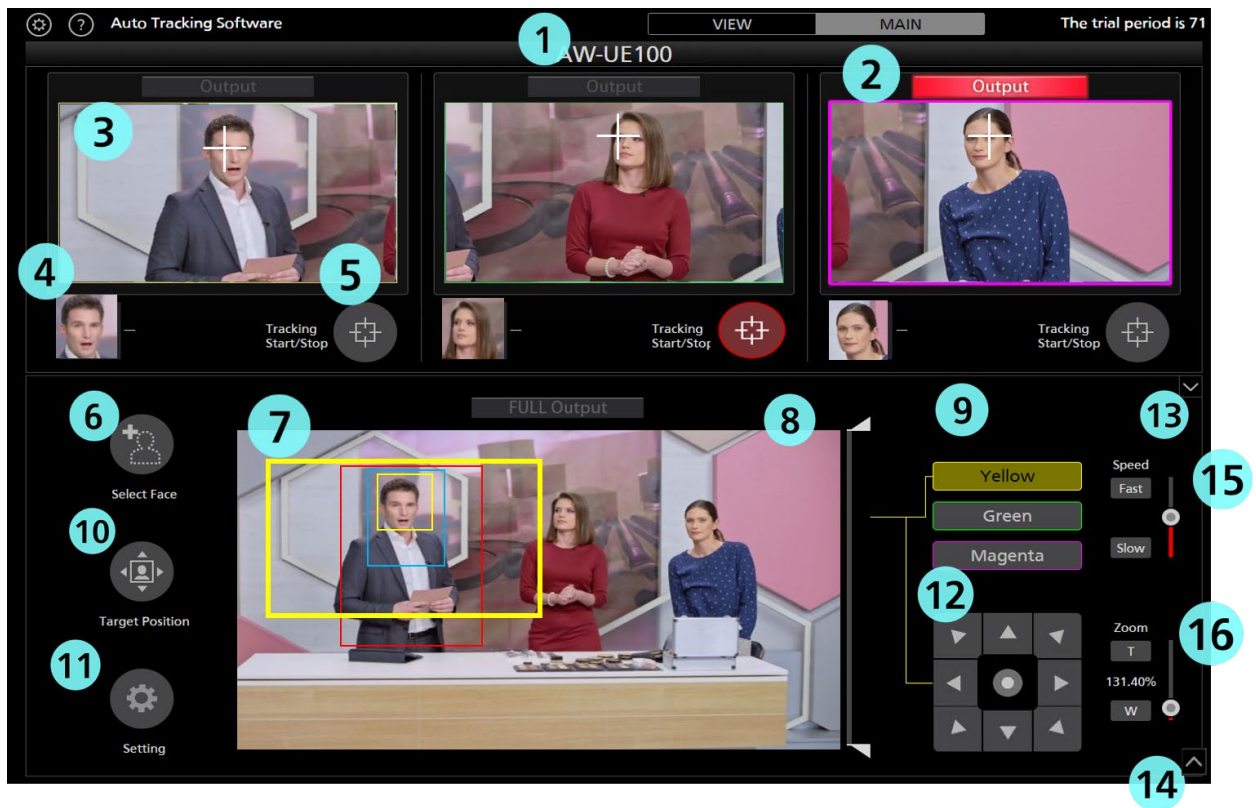 Auto Tracking Software
VIEW
MAIN
The trial period is 71
1
AW-UE100
2
Output
Output
Output
3
4
5
Tracking
Start/Stop
Tracking
Start/Stop
Tracking
Start/Stop
6
Select Face
7
FULL Output
8
9
13
Yellow
Green
Magenta
Speed
Fast
Slow
15
10
Target Position
12
11
Setting
Zoom
T
131.40%
W
16
14